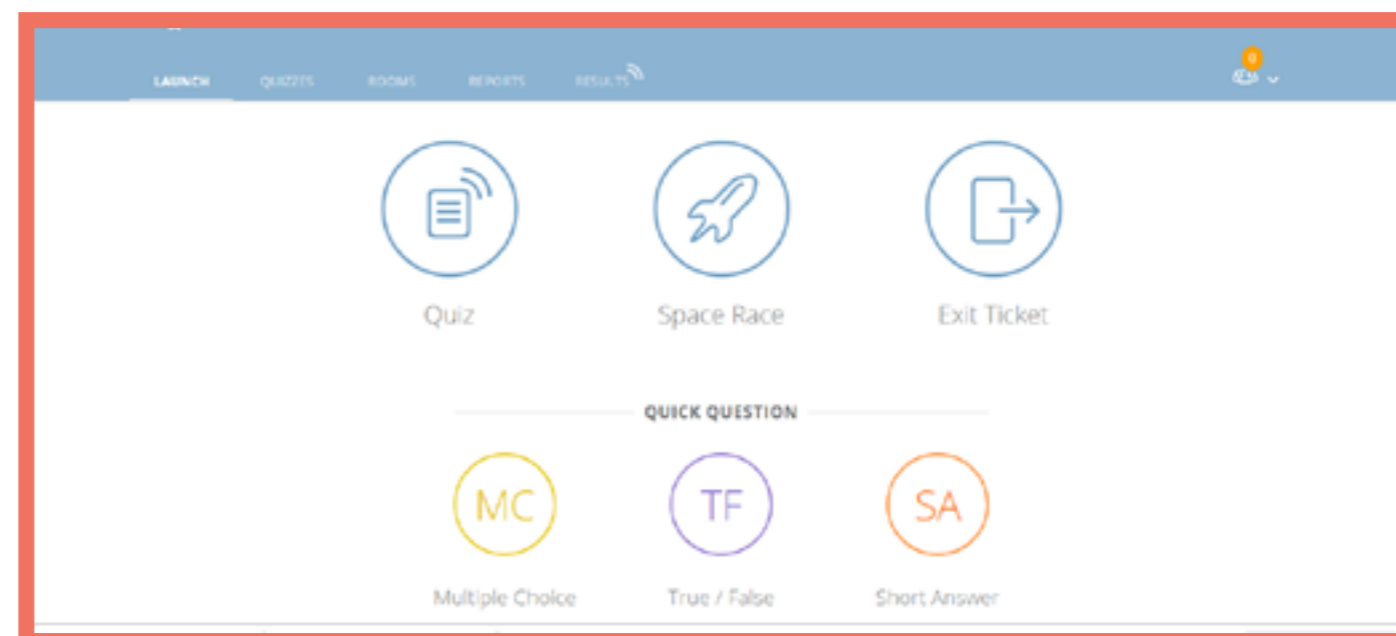 LAUNCH QUIZZES ROOMS REPORTS RESULTS 0
Quiz Space Race Exit Ticket
QUICK QUESTION
MC TF SA
Multiple Choice True / False Short Answer